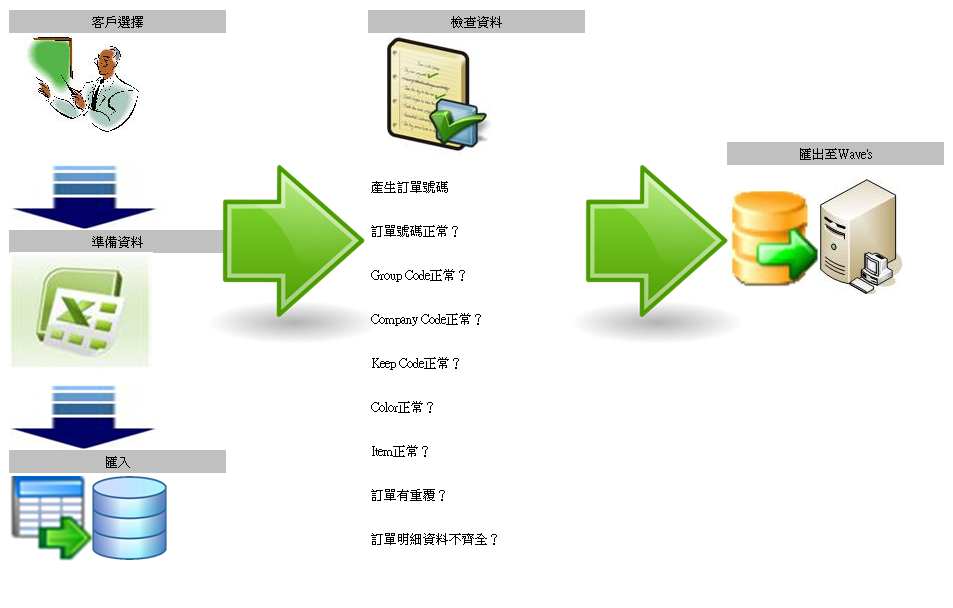 客戶選擇
準備資料
匯入
檢查資料
產生訂單號碼
訂單號碼正常？
Group Code正常？
Company Code正常？
Keep Code正常？
Color正常？
Item正常？
訂單有重覆？
訂單明細資料不齊全？
匯出至Wave's